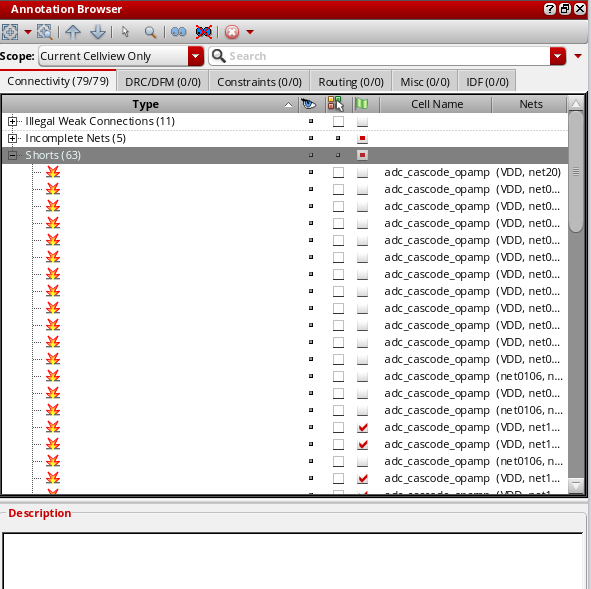 Annotation Browser
Scope: Current Cellview Only Search
Connectivity (79/79) DRC/DFM (0/0) Constraints (0/0) Routing (0/0) Misc (0/0) IDF (0/0)
Type Cell Name Nets
Illegal Weak Connections (11)
Incomplete Nets (5)
Shorts (63)
adc_cascode_opamp (VDD, net20)
adc_cascode_opamp (VDD, net0...
adc_cascode_opamp (VDD, net0...
adc_cascode_opamp (VDD, net0...
adc_cascode_opamp (VDD, net0...
adc_cascode_opamp (VDD, net0...
adc_cascode_opamp (VDD, net0...
adc_cascode_opamp (VDD, net0...
adc_cascode_opamp (VDD, net0...
adc_cascode_opamp (VDD, net0...
adc_cascode_opamp (VDD, net0...
adc_cascode_opamp (VDD, net0...
adc_cascode_opamp (net0106, n...
adc_cascode_opamp (VDD, net0...
adc_cascode_opamp (net0106, n...
adc_cascode_opamp (VDD, net1...
adc_cascode_opamp (VDD, net1...
adc_cascode_opamp (net0106, n...
adc_cascode_opamp (VDD, net1...
Description